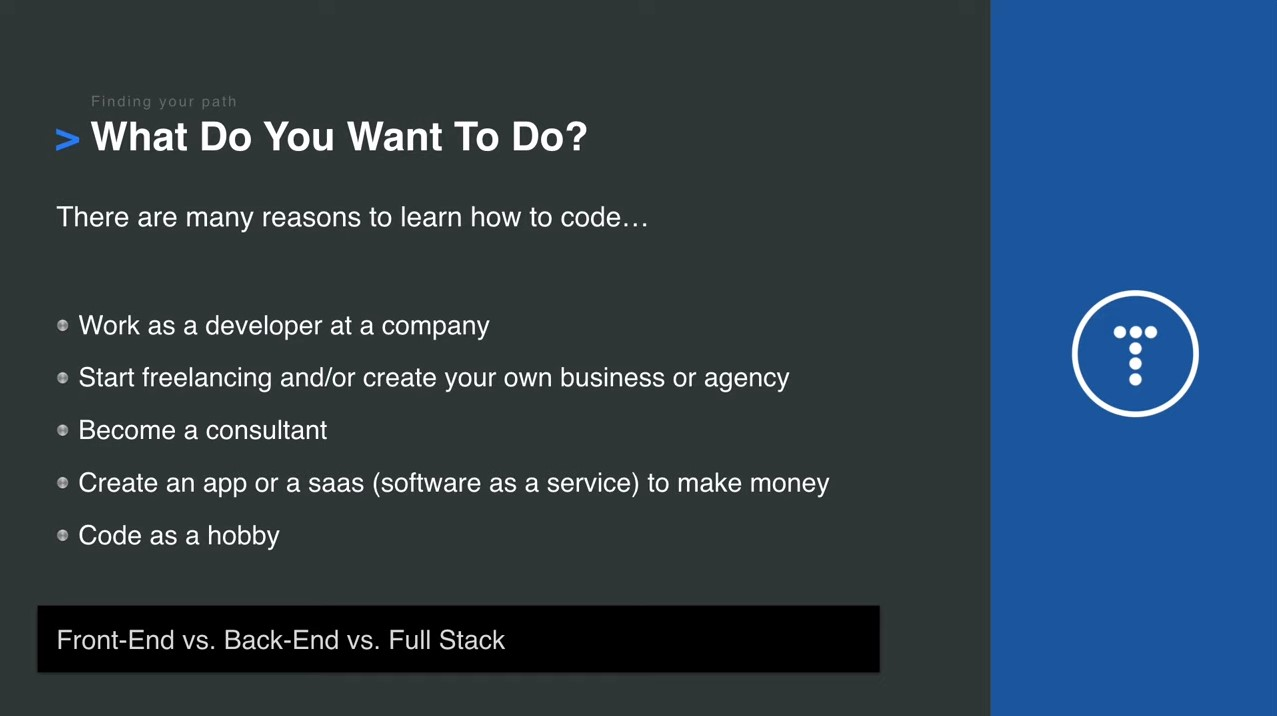 Finding your path
> What Do You Want To Do?
There are many reasons to learn how to code…
Work as a developer at a company
Start freelancing and/or create your own business or agency
Become a consultant
Create an app or a saas (software as a service) to make money
Code as a hobby
Front-End vs. Back-End vs. Full Stack
T